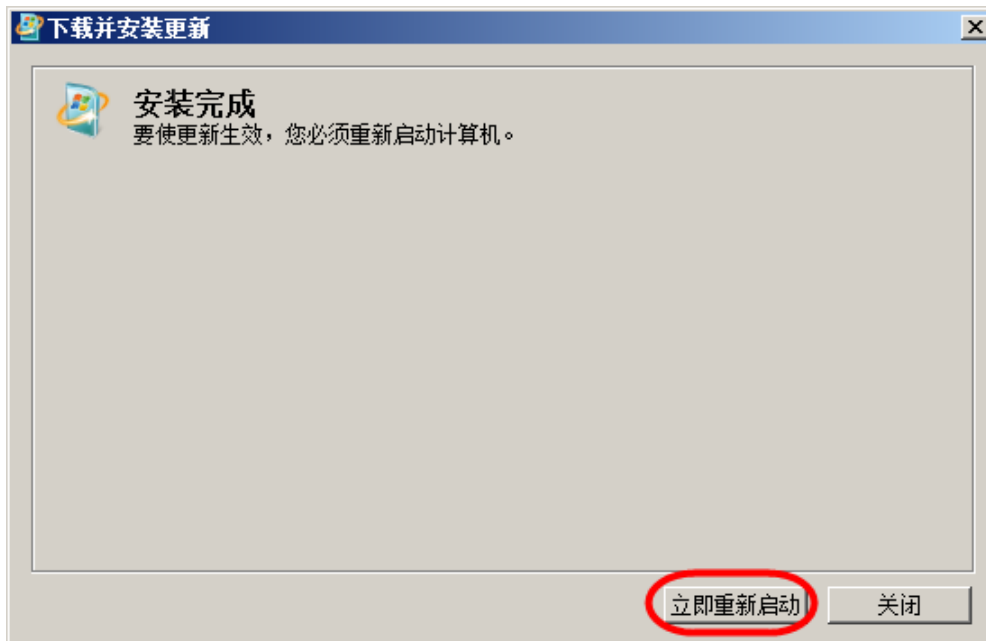 下载并安装更新
安装完成
要使更新生效，您必须重新启动计算机。
立即重新启动
关闭